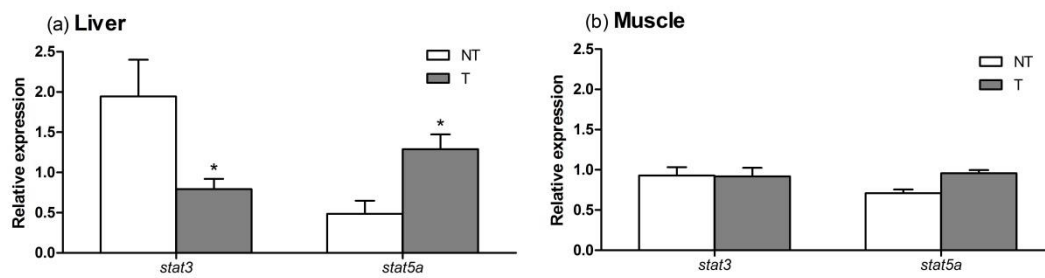 (a) Liver
Relative expression
2.5
2.0
1.5
1.0
0.5
0.0
NT
T
*
*
stat3
stat5a
(b) Muscle
Relative expression
2.5
2.0
1.5
1.0
0.5
0.0
NT
T
stat3
stat5a